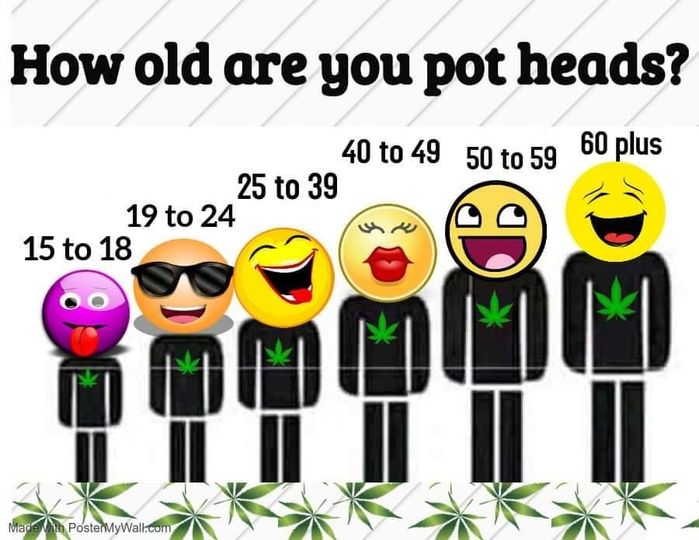 How old are you pot heads?
15 to 18
19 to 24
25 to 39
40 to 49
50 to 59
60 plus
Made with PosterMyWall.com